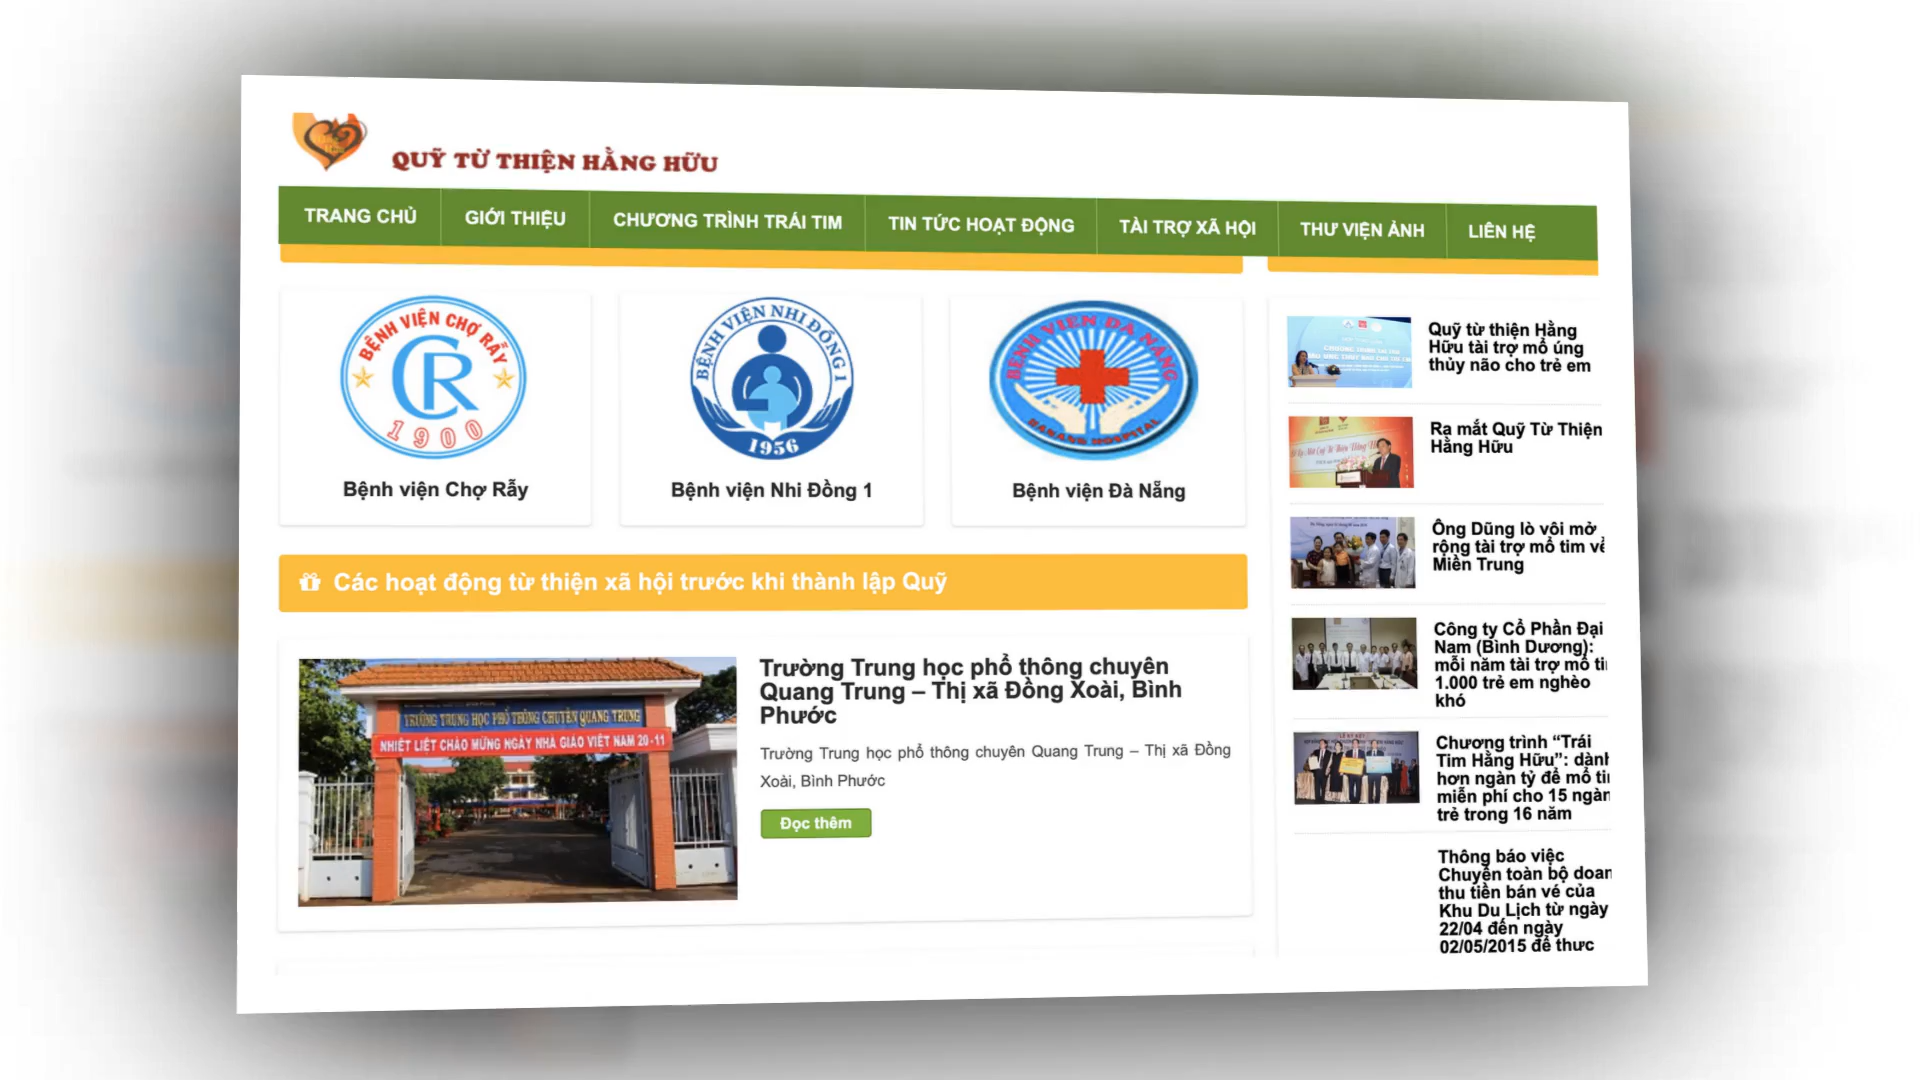 QUỸ TỪ THIỆN HẰNG HỮU
TRANG CHỦ
GIỚI THIỆU
CHƯƠNG TRÌNH TRÁI TIM
TIN TỨC HOẠT ĐỘNG
TÀI TRỢ XÃ HỘI
THƯ VIỆN ẢNH
LIÊN HỆ
BỆNH VIỆN CHỢ RẪY
CR
1900
Bệnh viện Chợ Rẫy
BỆNH VIỆN NHI ĐỒNG 1
1956
Bệnh viện Nhi Đồng 1
BỆNH VIỆN ĐÀ NẴNG
DANANG HOSPITAL
Bệnh viện Đà Nẵng
Các hoạt động từ thiện xã hội trước khi thành lập Quỹ
TRƯỜNG TRUNG HỌC PHỔ THÔNG CHUYÊN QUANG TRUNG
NHIỆT LIỆT CHÀO MỪNG NGÀY NHÀ GIÁO VIỆT NAM 20-11
Trường Trung học phổ thông chuyên
Quang Trung – Thị xã Đồng Xoài, Bình
Phước
Trường Trung học phổ thông chuyên Quang Trung – Thị xã Đồng
Xoài, Bình Phước
Đọc thêm
Quỹ từ thiện Hằng
Hữu tài trợ mổ úng
thủy não cho trẻ em
Ra mắt Quỹ Từ Thiện
Hằng Hữu
Ông Dũng lò vôi mở
rộng tài trợ mổ tim về
Miền Trung
Công ty Cổ Phần Đại
Nam (Bình Dương):
mỗi năm tài trợ mổ ti
1.000 trẻ em nghèo
khó
Chương trình “Trái
Tim Hằng Hữu”: dành
hơn ngàn tỷ để mổ ti
miễn phí cho 15 ngàn
trẻ trong 16 năm
Thông báo việc
Chuyển toàn bộ doan
thu tiền bán vé của
Khu Du Lịch từ ngày
22/04 đến ngày
02/05/2015 để thực